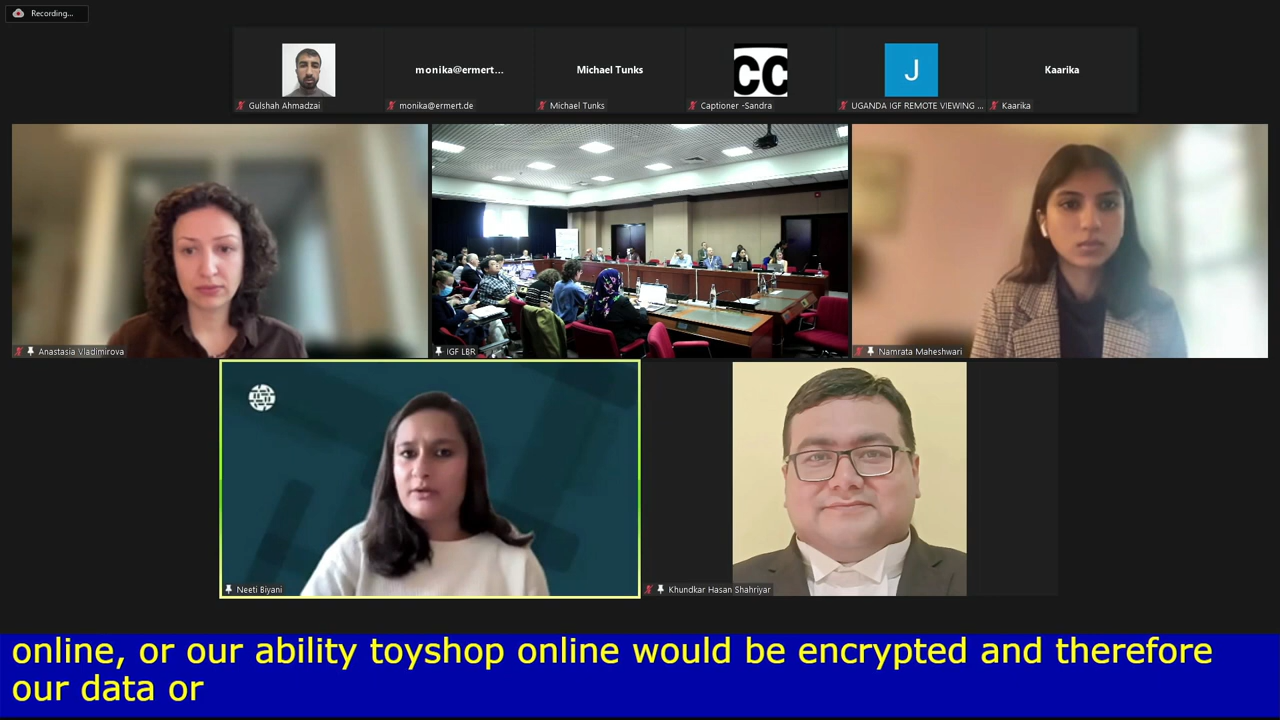 Recording...
monika@ermert...
Michael Tunks
CC
J
Kaarika
Gulshah Ahmadzai
monika@ermert.de
Michael Tunks
Captioner -Sandra
UGANDA IGF REMOTE VIEWING ...
Kaarika
Anastasia Vladimirova
IGF LBR
Namrata Maheshwari
Neeti Biyani
Khundkar Hasan Shahriyar
online, or our ability toyshop online would be encrypted and therefore
our data or